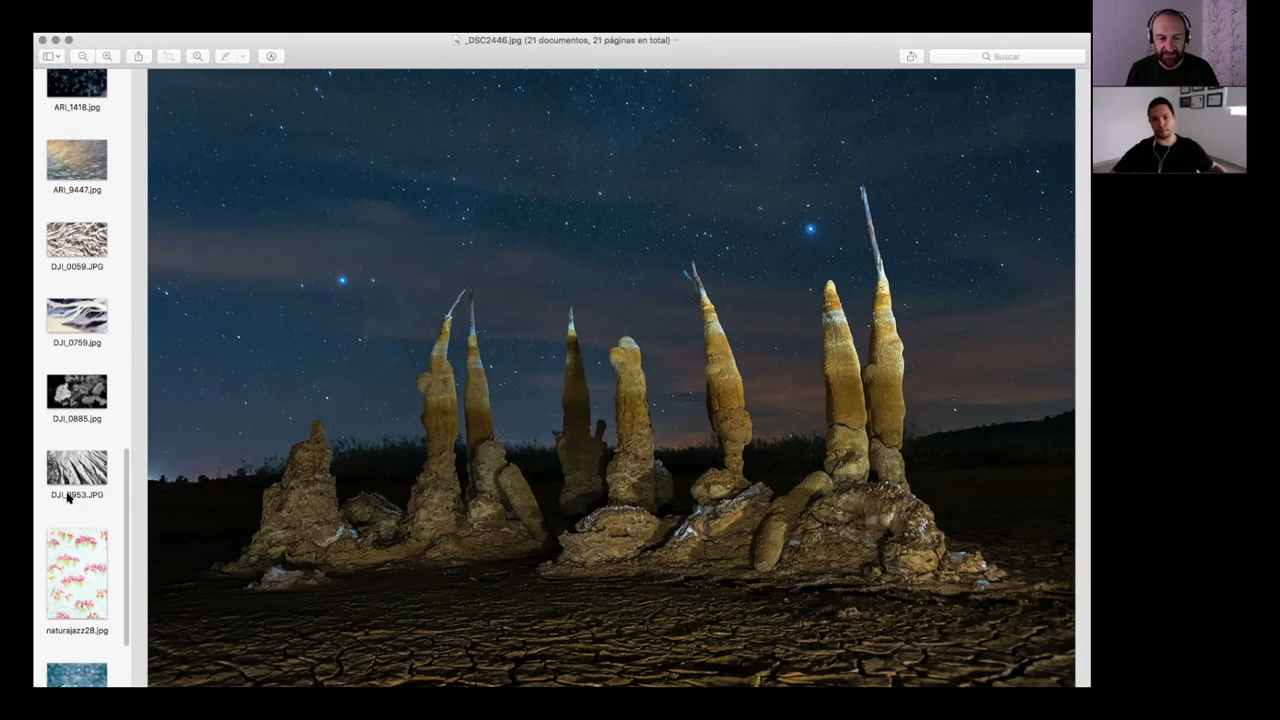 _DSC2446.jpg (21 documentos, 21 páginas en total)
Buscar
ARI_1418.jpg
ARI_9447.jpg
DJI_0059.JPG
DJI_0759.jpg
DJI_0885.jpg
DJI_0953.JPG
naturajazz28.jpg